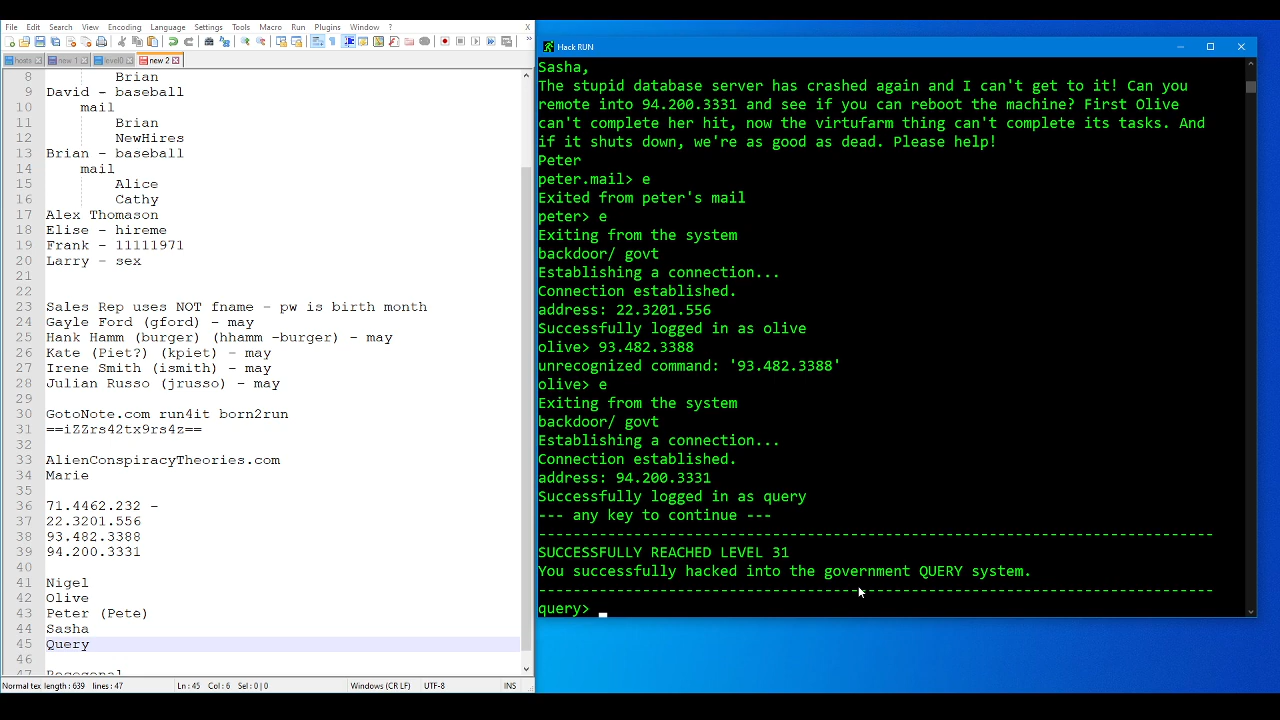 File Edit Search View Encoding Language Settings Tools Macro Run Plugins Window ? X
hosts new 1 level0 new 2
8 Brian
9 David - baseball
10 mail
11 Brian
12 NewHires
13 Brian - baseball
14 mail
15 Alice
16 Cathy
17 Alex Thomason
18 Elise - hireme
19 Frank - 11111971
20 Larry - sex
21
22
23 Sales Rep uses NOT fname - pw is birth month
24 Gayle Ford (gford) - may
25 Hank Hamm (burger) (hhamm -burger) - may
26 Kate (Piet?) (kpiet) - may
27 Irene Smith (ismith) - may
28 Julian Russo (jrusso) - may
29
30 GotoNote.com run4it born2run
31 ==iZZrs42tx9rs4z==
32
33 AlienConspiracyTheories.com
34 Marie
35
36 71.4462.232 -
37 22.3201.556
38 93.482.3388
39 94.200.3331
40
41 Nigel
42 Olive
43 Peter (Pete)
44 Sasha
45 Query
46
47
Normal tex length: 639 lines: 47 Ln: 45 Col: 6 Sel: 0 | 0 Windows (CR LF) UTF-8 INS
Hack RUN
Sasha,
The stupid database server has crashed again and I can't get to it! Can you
remote into 94.200.3331 and see if you can reboot the machine? First Olive
can't complete her hit, now the virtufarm thing can't complete its tasks. And
if it shuts down, we're as good as dead. Please help!
Peter
peter.mail> e
Exited from peter's mail
peter> e
Exiting from the system
backdoor/ govt
Establishing a connection...
Connection established.
address: 22.3201.556
Successfully logged in as olive
olive> 93.482.3388
unrecognized command: '93.482.3388'
olive> e
Exiting from the system
backdoor/ govt
Establishing a connection...
Connection established.
address: 94.200.3331
Successfully logged in as query
--- any key to continue ---
--------------------------------------------------------------------------------
SUCCESSFULLY REACHED LEVEL 31
You successfully hacked into the government QUERY system.
--------------------------------------------------------------------------------
query>